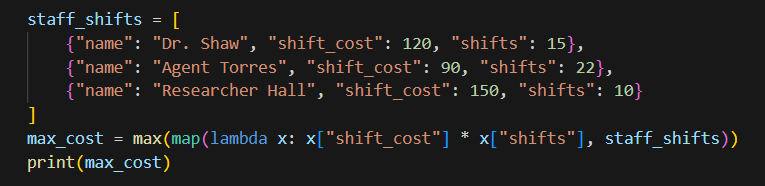 staff_shifts = [
    {"name": "Dr. Shaw", "shift_cost": 120, "shifts": 15},
    {"name": "Agent Torres", "shift_cost": 90, "shifts": 22},
    {"name": "Researcher Hall", "shift_cost": 150, "shifts": 10}
]
max_cost = max(map(lambda x: x["shift_cost"] * x["shifts"], staff_shifts))
print(max_cost)